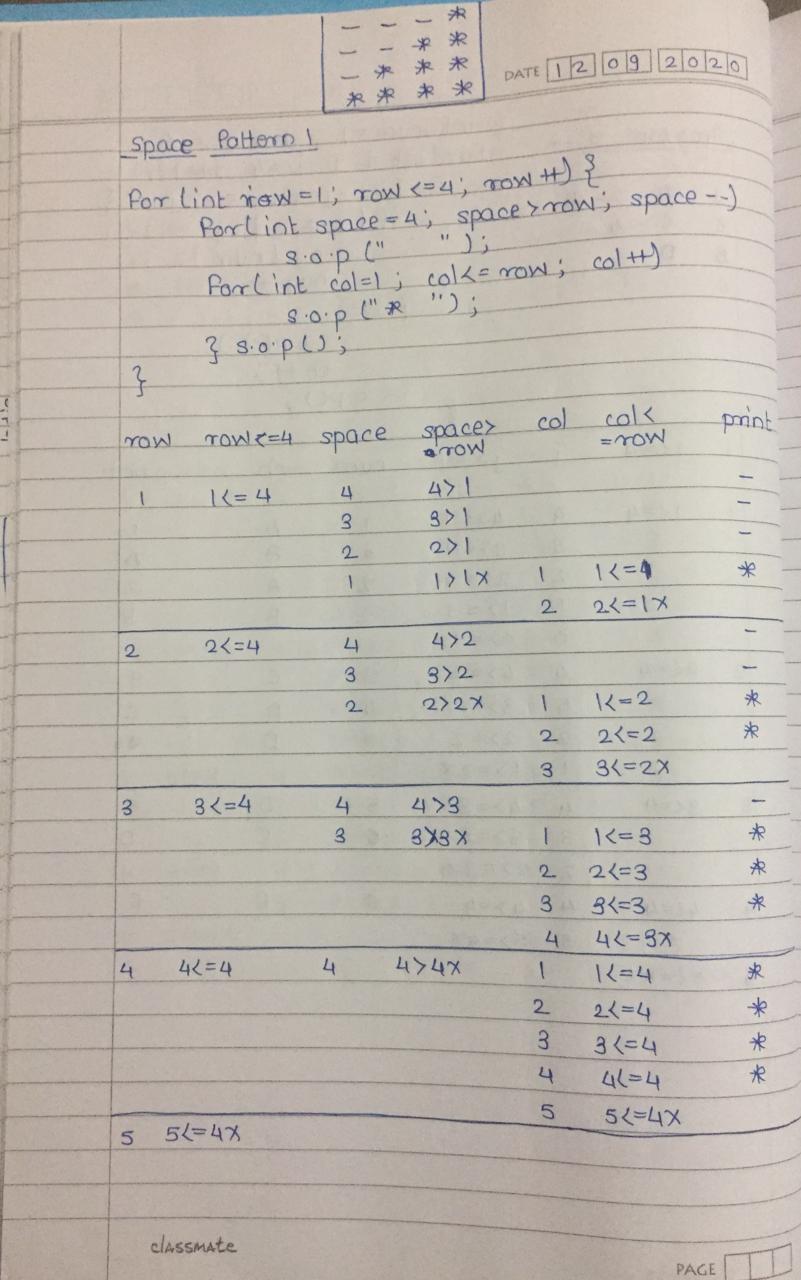 - - - *
- - * *
- * * *
* * * *
DATE 12 09 2020
Space Pattern 1
for (int row=1; row<=4; row++) {
for(int space=4; space>row; space--)
s.o.p (" ");
for(int col=1; col<=row; col++)
s.o.p ("* ");
} s.o.p();
}
row row<=4 space space> col col< print
row =row
1 1<=4 4 4>1 -
3 3>1 -
2 2>1 -
1 1>1x 1 1<=1 *
2 2<=1x
2 2<=4 4 4>2 -
3 3>2 -
2 2>2x 1 1<=2 *
2 2<=2 *
3 3<=2x
3 3<=4 4 4>3 -
3 3>3x 1 1<=3 *
2 2<=3 *
3 3<=3 *
4 4<=3x
4 4<=4 4 4>4x 1 1<=4 *
2 2<=4 *
3 3<=4 *
4 4<=4 *
5 5<=4x
5 5<=4x
classmate
PAGE